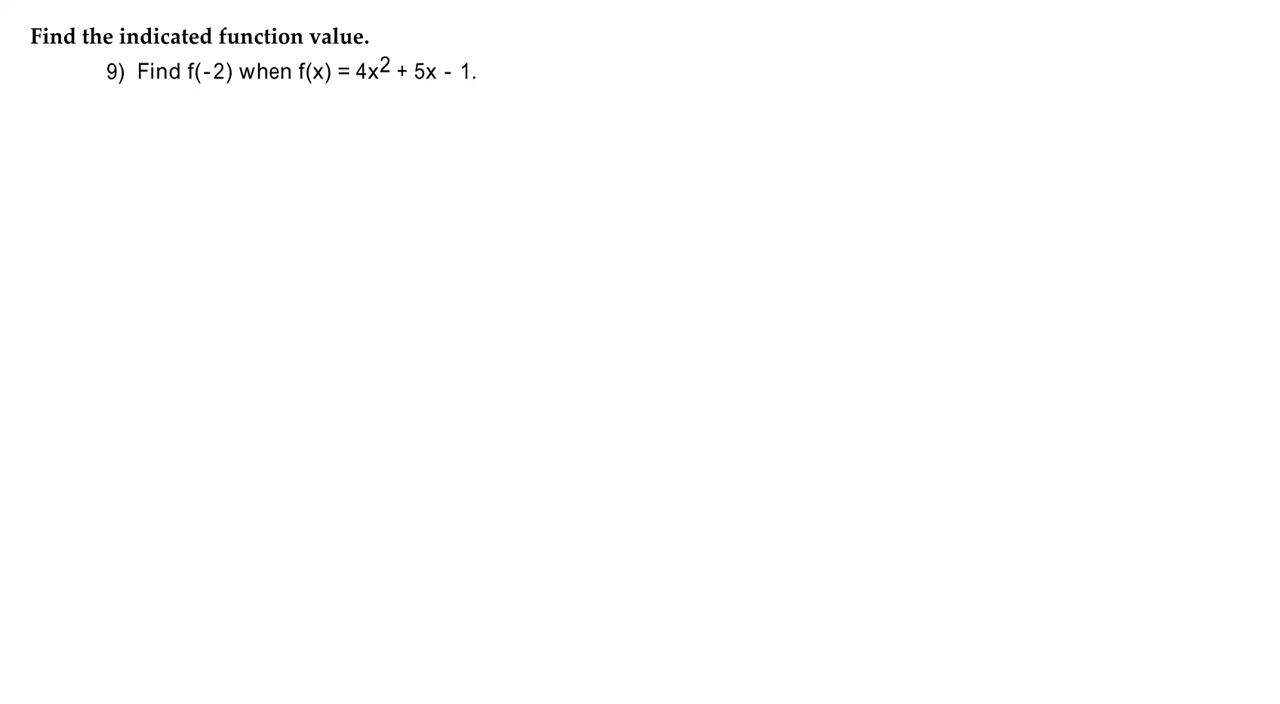 Find the indicated function value.
9) Find f(-2) when f(x) = 4x² + 5x - 1.